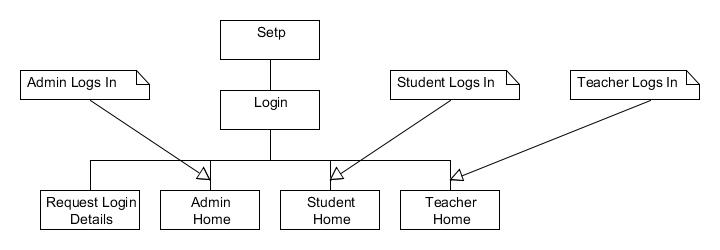 Setp
Admin Logs In
Student Logs In
Teacher Logs In
Login
Request Login
Details
Admin
Home
Student
Home
Teacher
Home